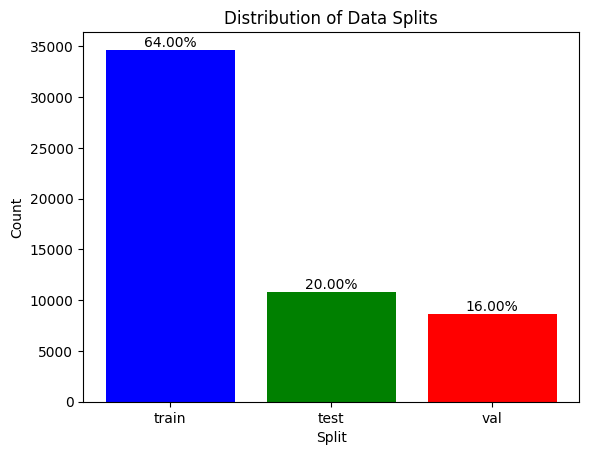 Distribution of Data Splits
Count
35000
30000
25000
20000
15000
10000
5000
0
64.00%
20.00%
16.00%
train
test
val
Split